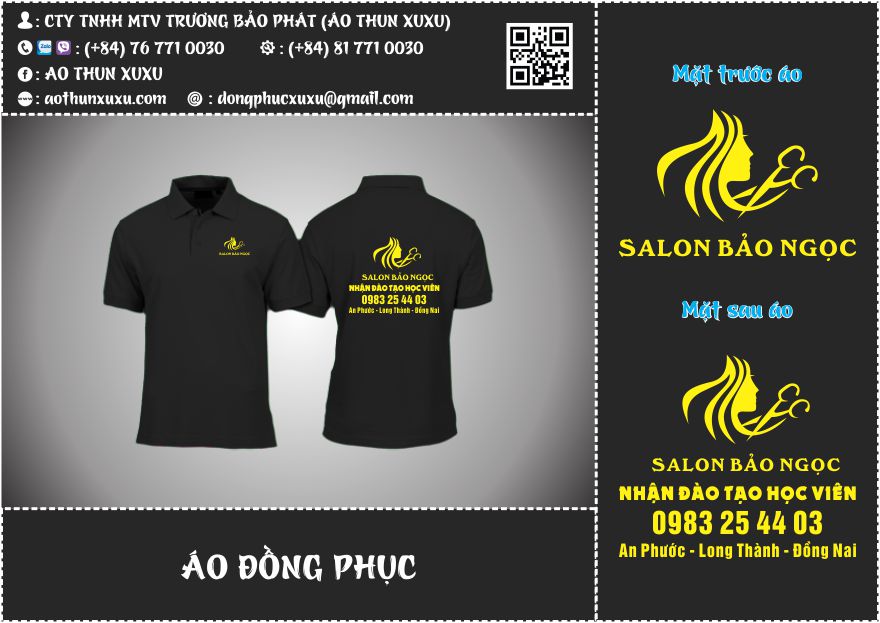 : CTY TNHH MTV TRƯƠNG BẢO PHÁT (ÁO THUN XUXU)
Zalo : (+84) 76 771 0030 : (+84) 81 771 0030
: AO THUN XUXU
www : aothunxuxu.com @ : dongphucxuxu@gmail.com
SALON BẢO NGỌC
SALON BẢO NGỌC
NHẬN ĐÀO TẠO HỌC VIÊN
0983 25 44 03
An Phước - Long Thành - Đồng Nai
ÁO ĐỒNG PHỤC
Mặt trước áo
SALON BẢO NGỌC
Mặt sau áo
SALON BẢO NGỌC
NHẬN ĐÀO TẠO HỌC VIÊN
0983 25 44 03
An Phước - Long Thành - Đồng Nai